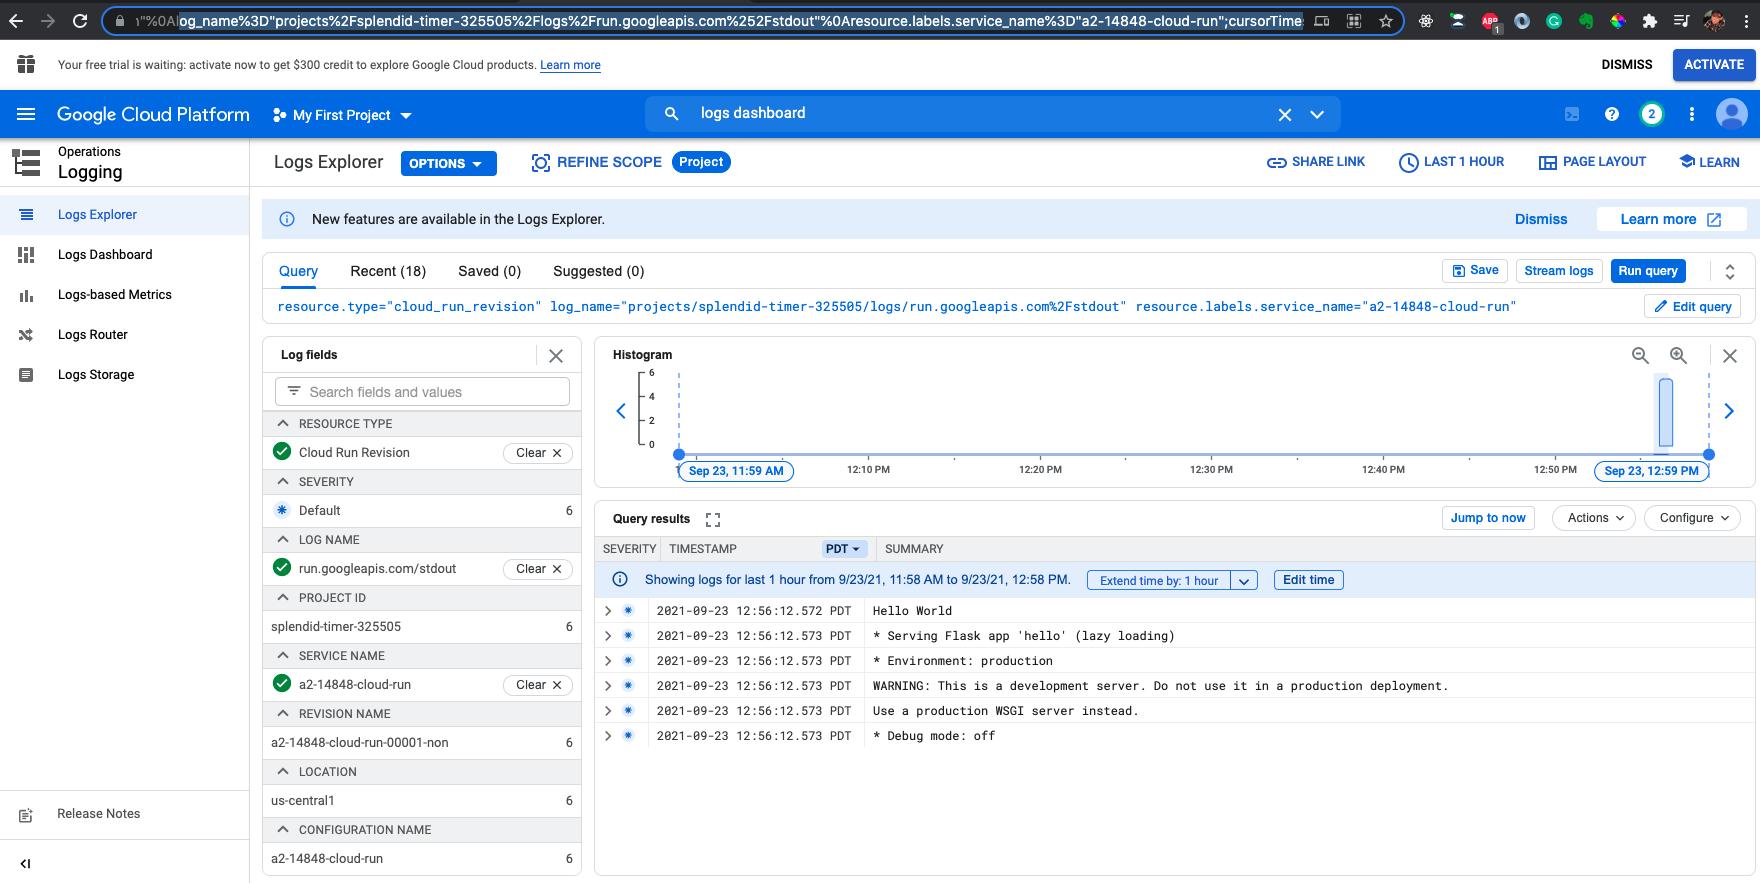 "%0Alog_name%3D"projects%2Fsplendid-timer-325505%2Flogs%2Frun.googleapis.com%252Fstdout"%0Aresource.labels.service_name%3D"a2-14848-cloud-run";cursorTime
ABP
1
Your free trial is waiting: activate now to get $300 credit to explore Google Cloud products. Learn more
DISMISS
ACTIVATE
Google Cloud Platform
My First Project
logs dashboard
2
Operations
Logging
Logs Explorer
OPTIONS
REFINE SCOPE
Project
SHARE LINK
LAST 1 HOUR
PAGE LAYOUT
LEARN
Logs Explorer
Logs Dashboard
Logs-based Metrics
Logs Router
Logs Storage
Release Notes
New features are available in the Logs Explorer.
Dismiss
Learn more
Query
Recent (18)
Saved (0)
Suggested (0)
Save
Stream logs
Run query
resource.type="cloud_run_revision" log_name="projects/splendid-timer-325505/logs/run.googleapis.com%2Fstdout" resource.labels.service_name="a2-14848-cloud-run"
Edit query
Log fields
Search fields and values
RESOURCE TYPE
Cloud Run Revision
Clear
SEVERITY
Default 6
LOG NAME
run.googleapis.com/stdout
Clear
PROJECT ID
splendid-timer-325505 6
SERVICE NAME
a2-14848-cloud-run
Clear
REVISION NAME
a2-14848-cloud-run-00001-non 6
LOCATION
us-central1 6
CONFIGURATION NAME
a2-14848-cloud-run 6
Histogram
6
4
2
0
Sep 23, 11:59 AM
12:10 PM
12:20 PM
12:30 PM
12:40 PM
12:50 PM
Sep 23, 12:59 PM
Query results
Jump to now
Actions
Configure
SEVERITY
TIMESTAMP
PDT
SUMMARY
Showing logs for last 1 hour from 9/23/21, 11:58 AM to 9/23/21, 12:58 PM.
Extend time by: 1 hour
Edit time
2021-09-23 12:56:12.572 PDT Hello World
2021-09-23 12:56:12.573 PDT * Serving Flask app 'hello' (lazy loading)
2021-09-23 12:56:12.573 PDT * Environment: production
2021-09-23 12:56:12.573 PDT WARNING: This is a development server. Do not use it in a production deployment.
2021-09-23 12:56:12.573 PDT Use a production WSGI server instead.
2021-09-23 12:56:12.573 PDT * Debug mode: off